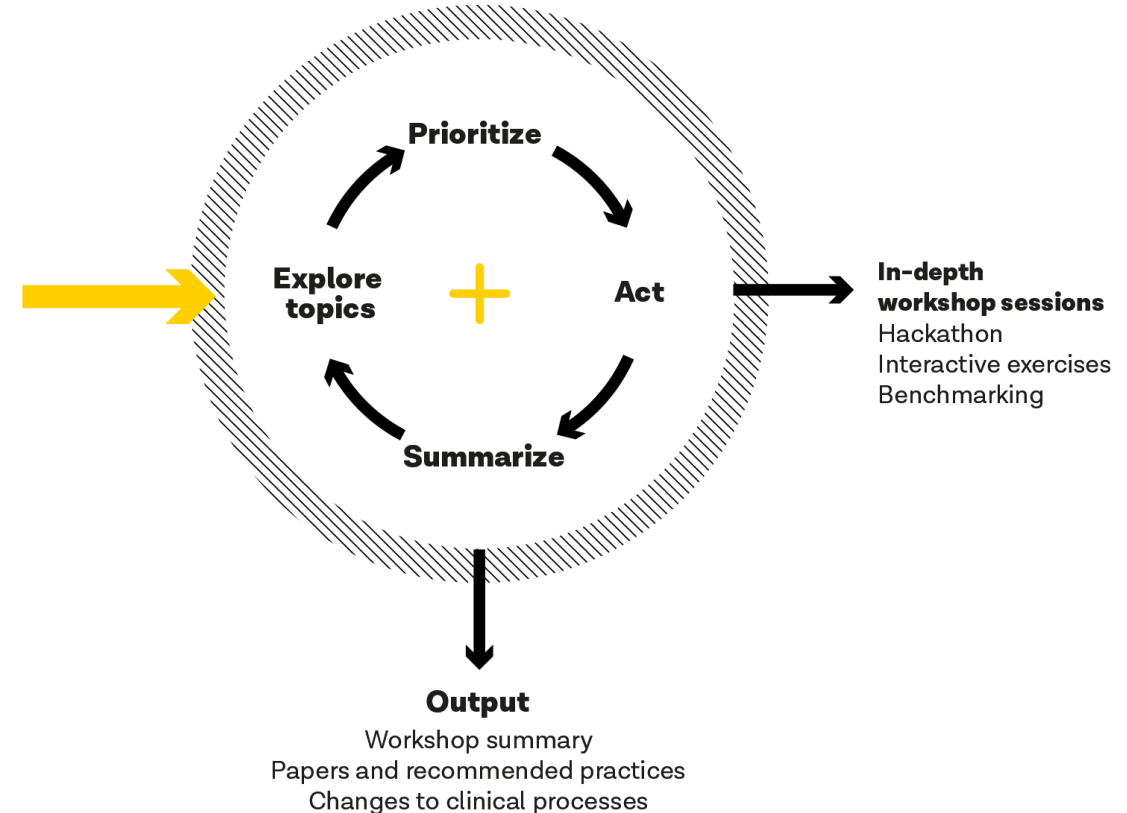 Prioritize
Explore
topics
Act
In-depth
workshop sessions
Hackathon
Interactive exercises
Benchmarking
Summarize
Output
Workshop summary
Papers and recommended practices
Changes to clinical processes